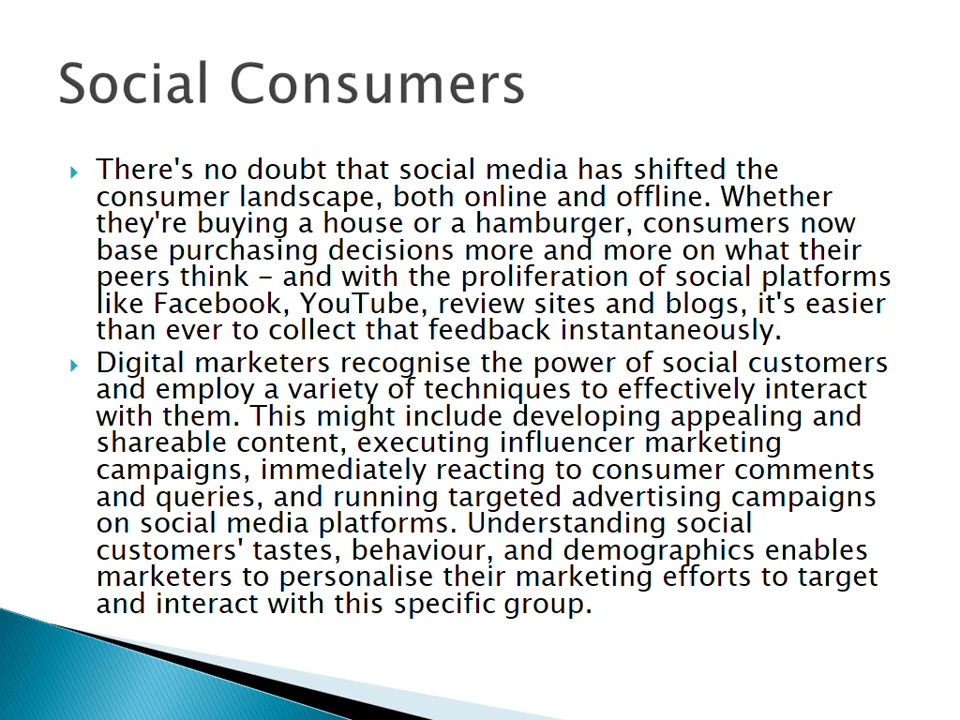 Social Consumers
There's no doubt that social media has shifted the
consumer landscape, both online and offline. Whether
they're buying a house or a hamburger, consumers now
base purchasing decisions more and more on what their
peers think – and with the proliferation of social platforms
like Facebook, YouTube, review sites and blogs, it's easier
than ever to collect that feedback instantaneously.
Digital marketers recognise the power of social customers
and employ a variety of techniques to effectively interact
with them. This might include developing appealing and
shareable content, executing influencer marketing
campaigns, immediately reacting to consumer comments
and queries, and running targeted advertising campaigns
on social media platforms. Understanding social
customers' tastes, behaviour, and demographics enables
marketers to personalise their marketing efforts to target
and interact with this specific group.